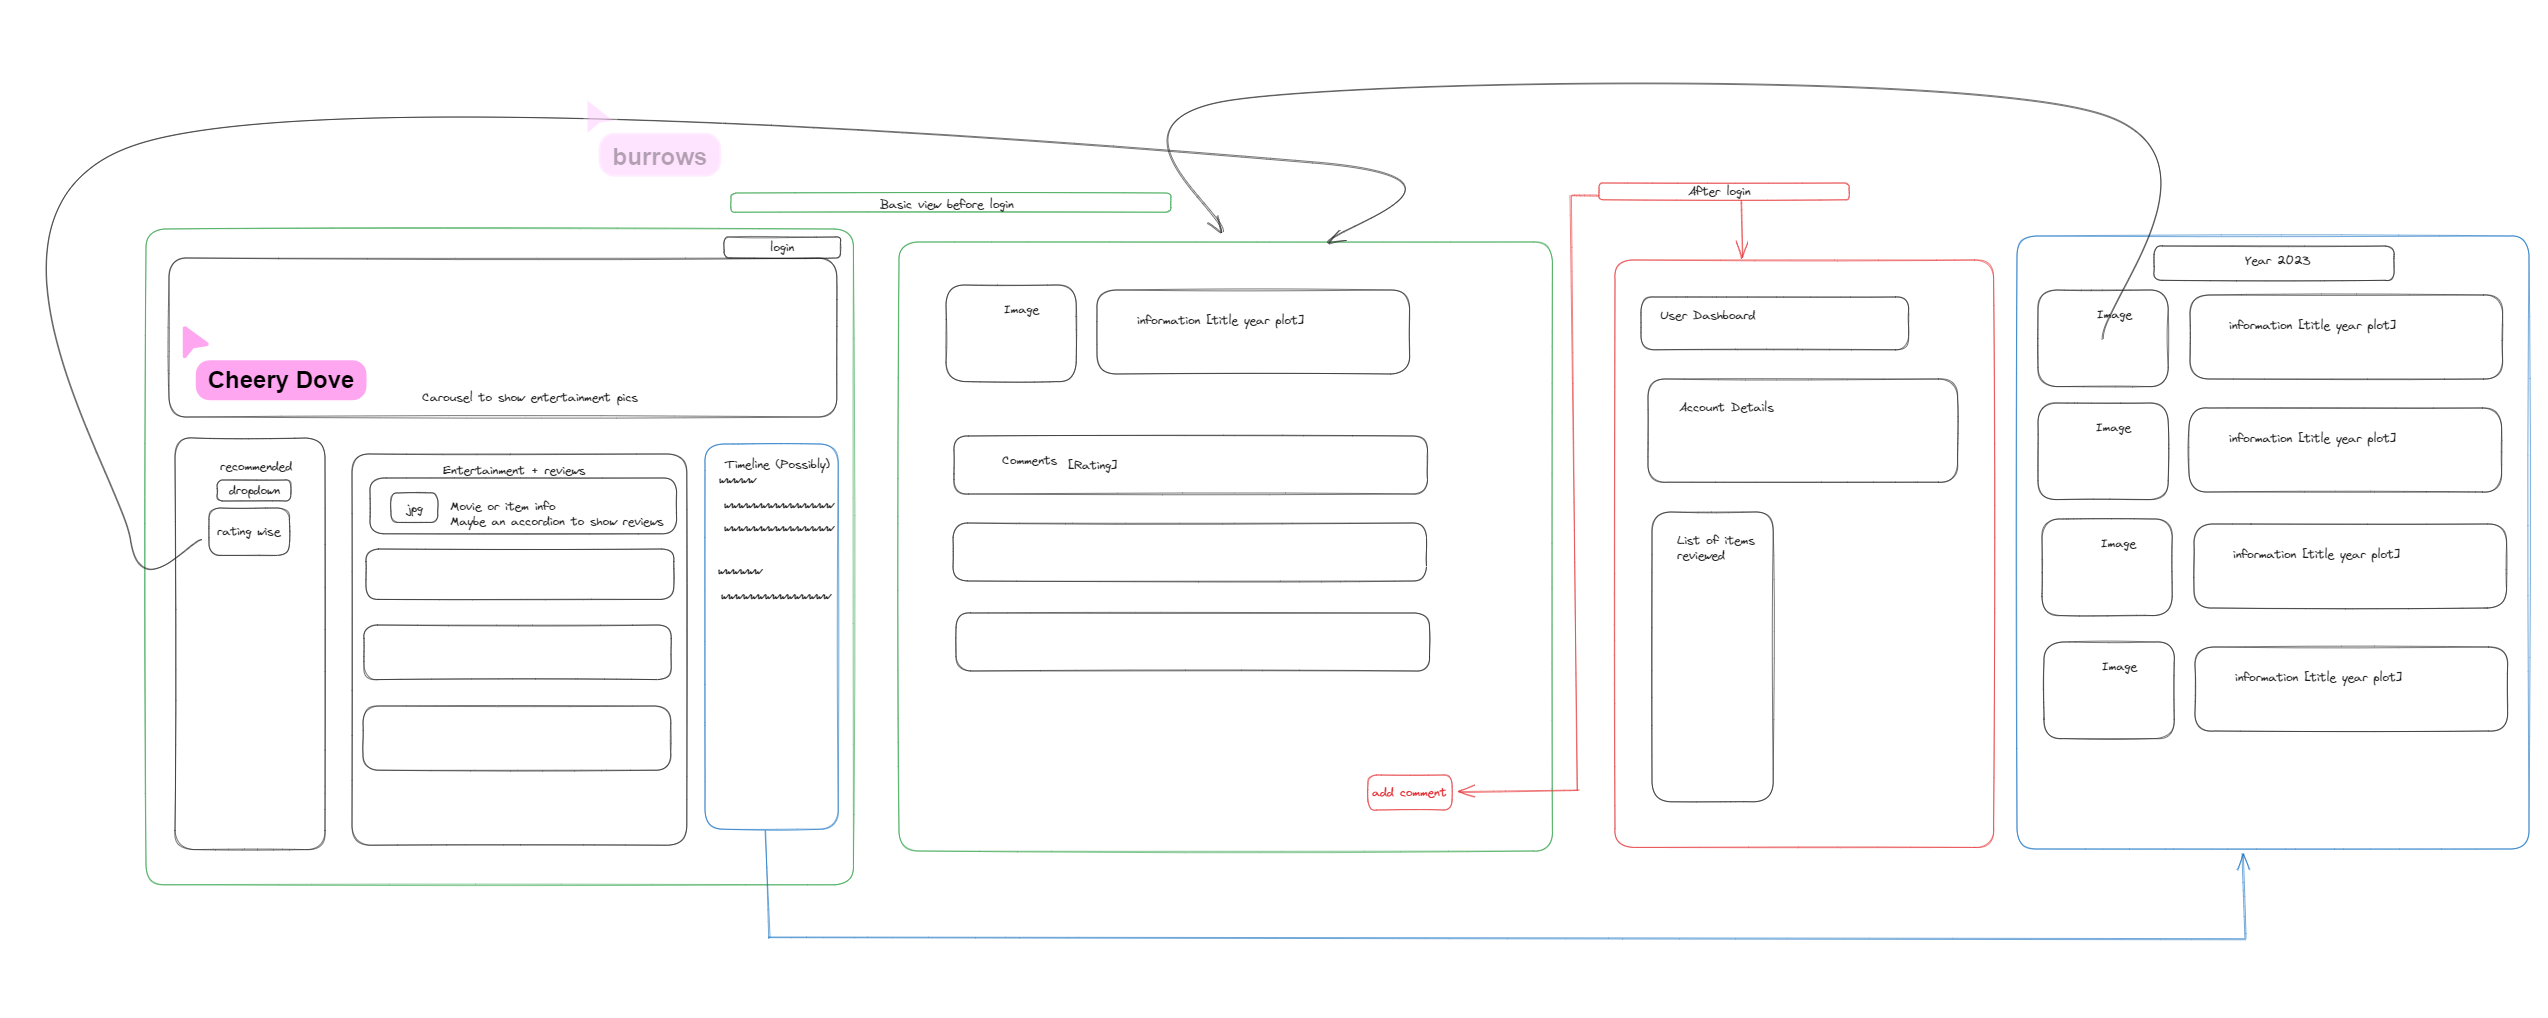 burrows
Basic view before login
After login
login
Cheery Dove
Carousel to show entertainment pics
recommended
dropdown
rating wise
Entertainment + reviews
jpg
Movie or item info
Maybe an accordion to show reviews
Timeline (Possibly)
Image
information [title year plot]
Comments [Rating]
add comment
User Dashboard
Account Details
List of items
reviewed
Year 2023
Image
information [title year plot]
Image
information [title year plot]
Image
information [title year plot]
Image
information [title year plot]